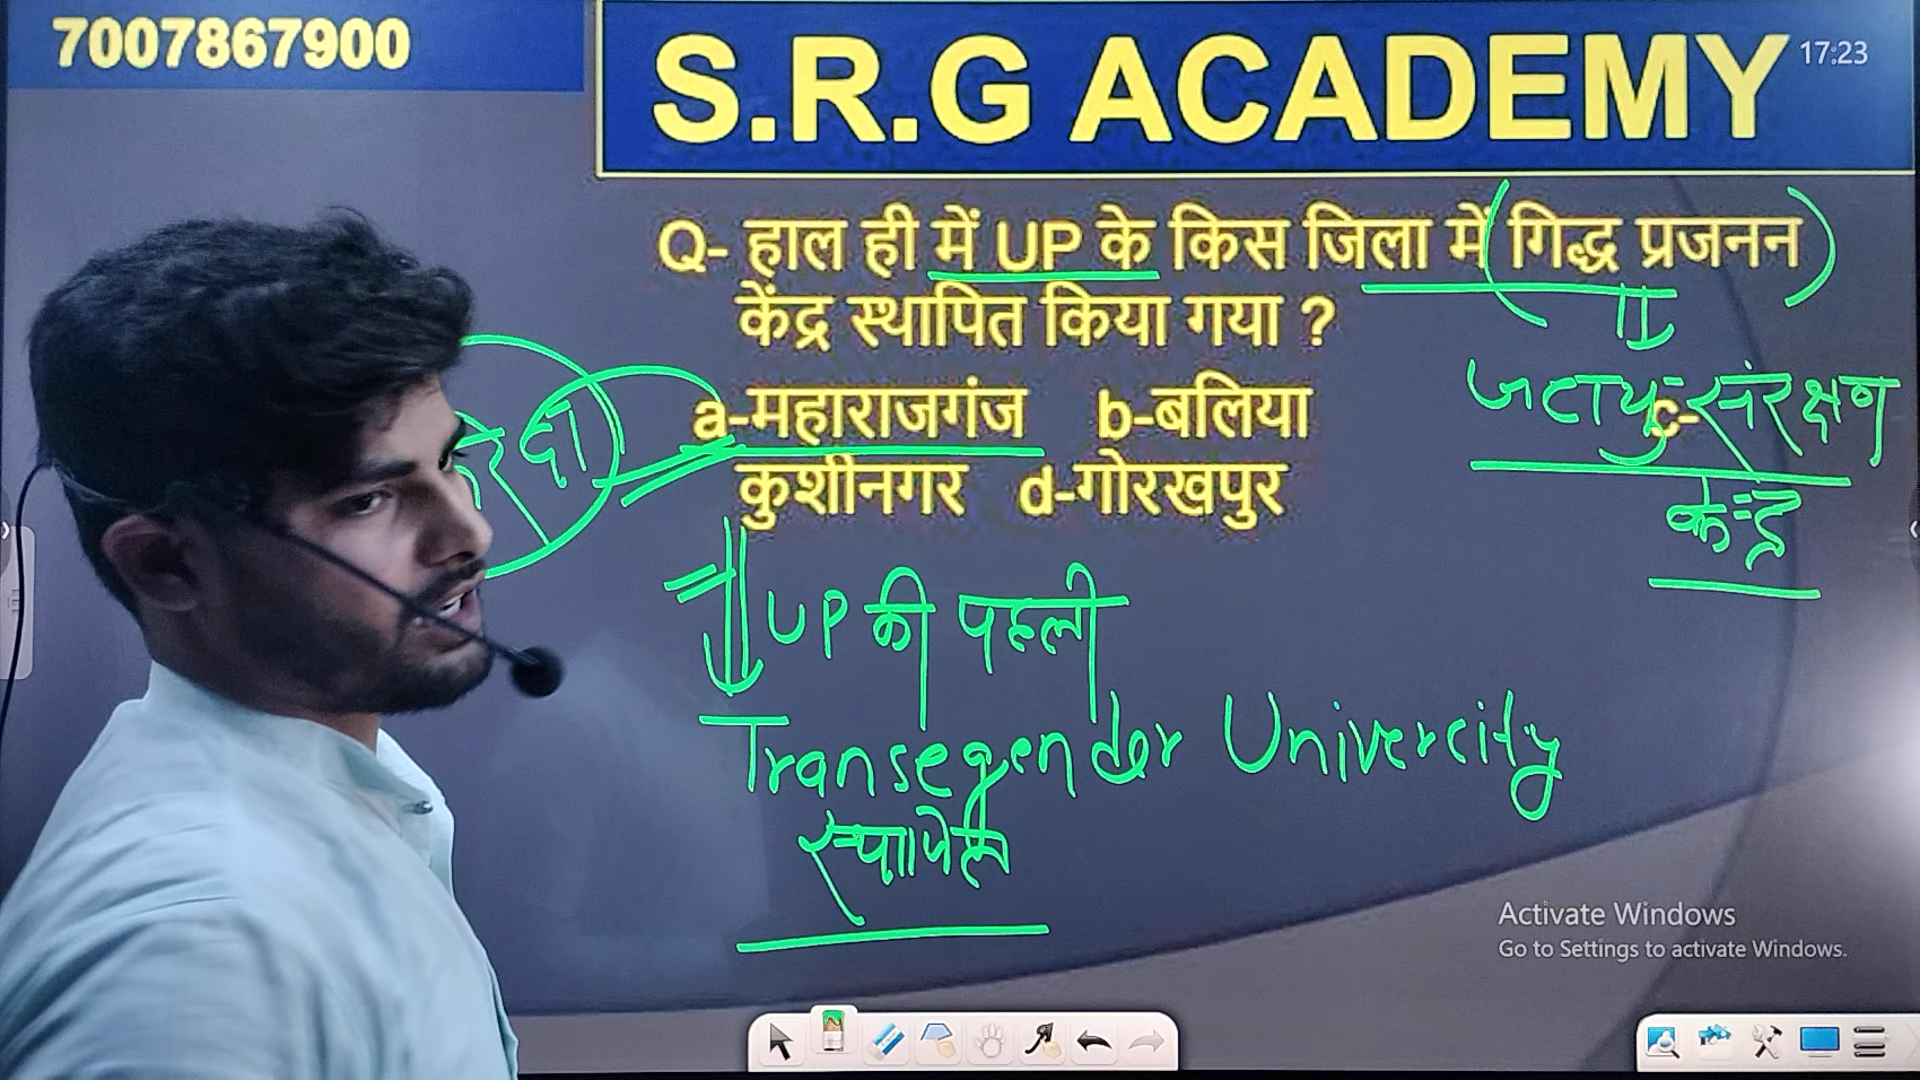 7007867900
S.R.G ACADEMY
17:23
Q- हाल ही में UP के किस जिला में गिद्ध प्रजनन
केंद्र स्थापित किया गया ?
a-महाराजगंज b-बलिया c-
कुशीनगर d-गोरखपुर
जटायु संरक्षण
केन्द्र
UP की पहली
Transegender Univercity
स्थापित
Activate Windows
Go to Settings to activate Windows.